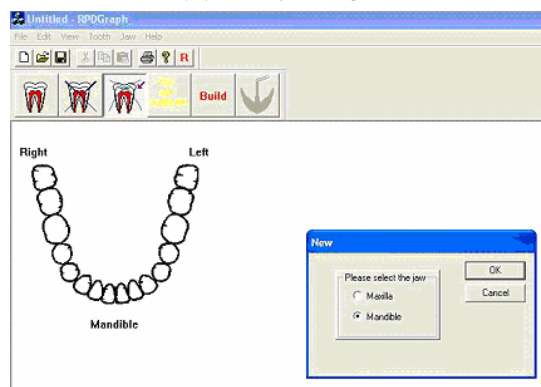 Untitled - RPDGraph
File Edit View Tooth Jaw Help
R
Build
Right
Left
Mandible
New
Please select the jaw
Maxilla
Mandible
OK
Cancel